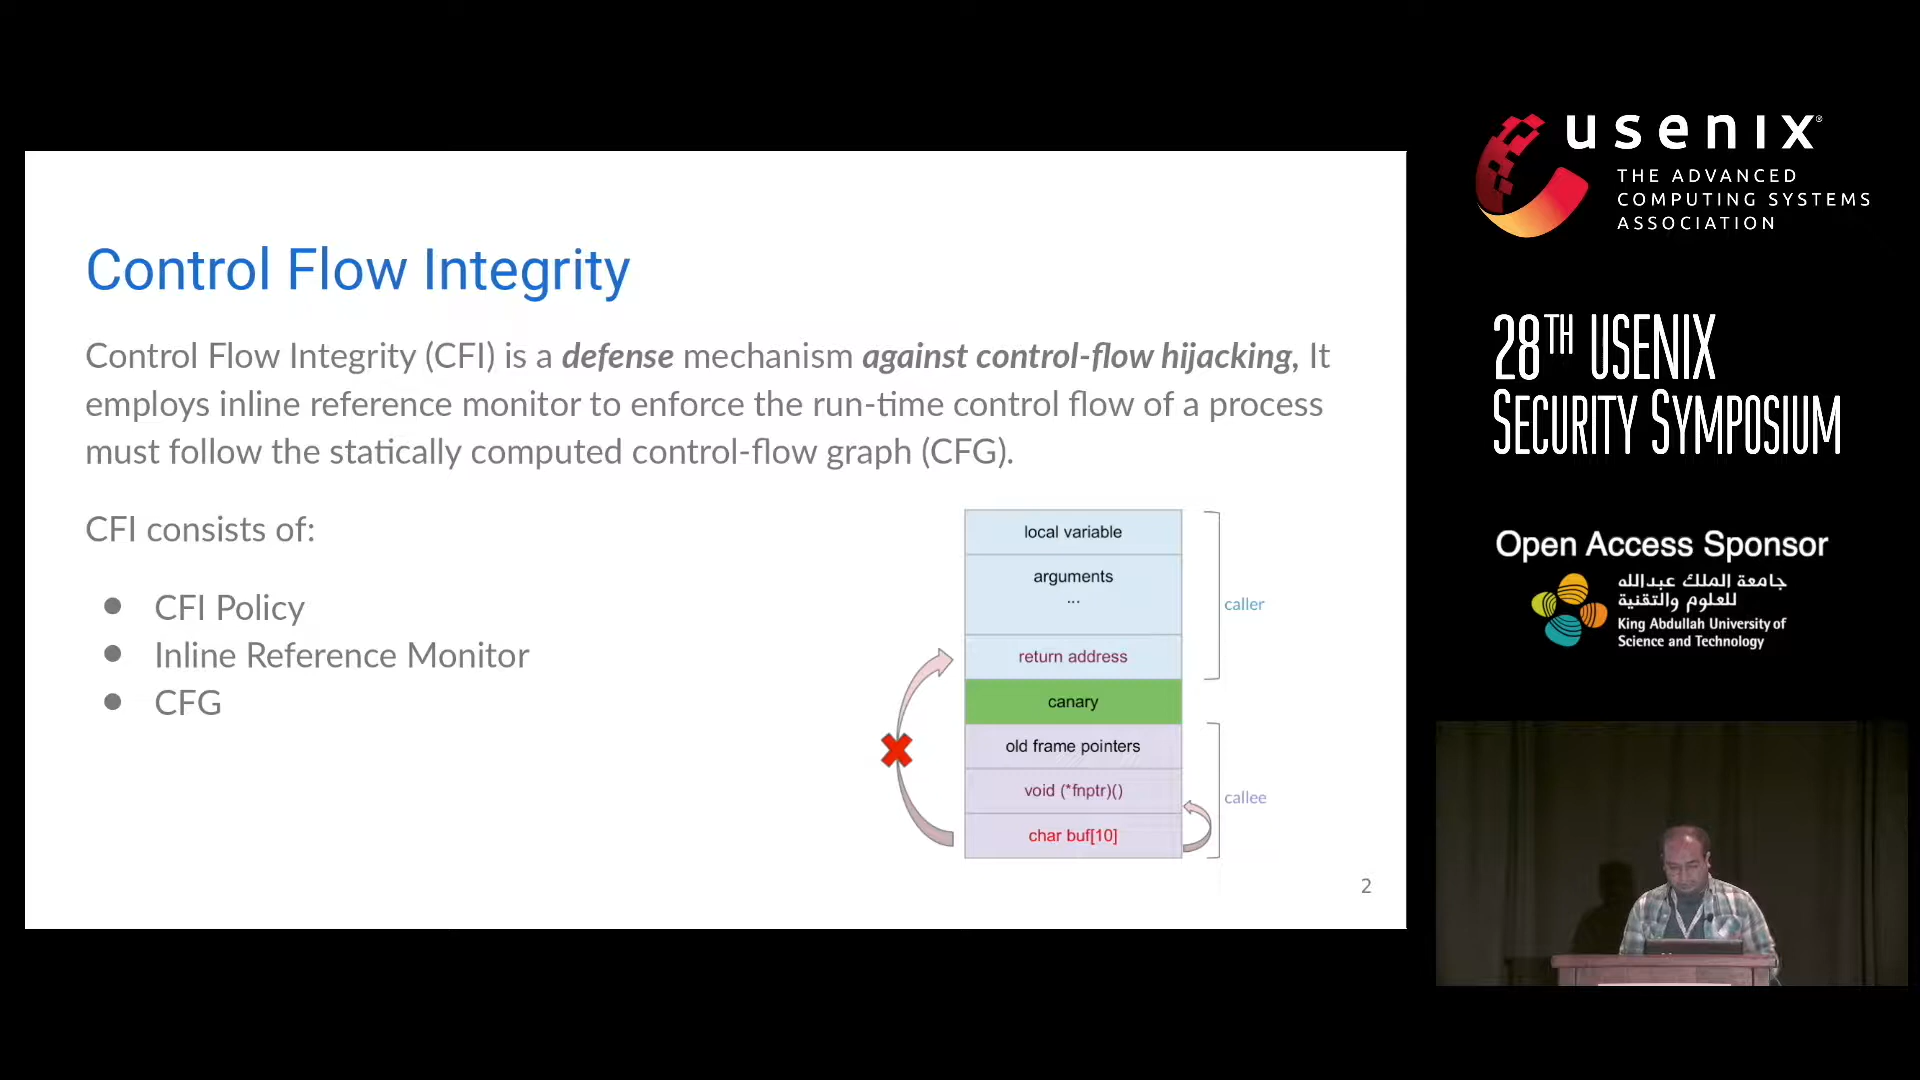 Control Flow Integrity
Control Flow Integrity (CFI) is a defense mechanism against control-flow hijacking, It
employs inline reference monitor to enforce the run-time control flow of a process
must follow the statically computed control-flow graph (CFG).
CFI consists of:
● CFI Policy
● Inline Reference Monitor
● CFG
local variable
arguments
...
return address
canary
old frame pointers
void (*fnptr)()
char buf[10]
caller
callee
2
usenix®
THE ADVANCED
COMPUTING SYSTEMS
ASSOCIATION
28TH USENIX
SECURITY SYMPOSIUM
Open Access Sponsor
جامعة الملك عبدالله
للعلوم والتقنية
King Abdullah University of
Science and Technology